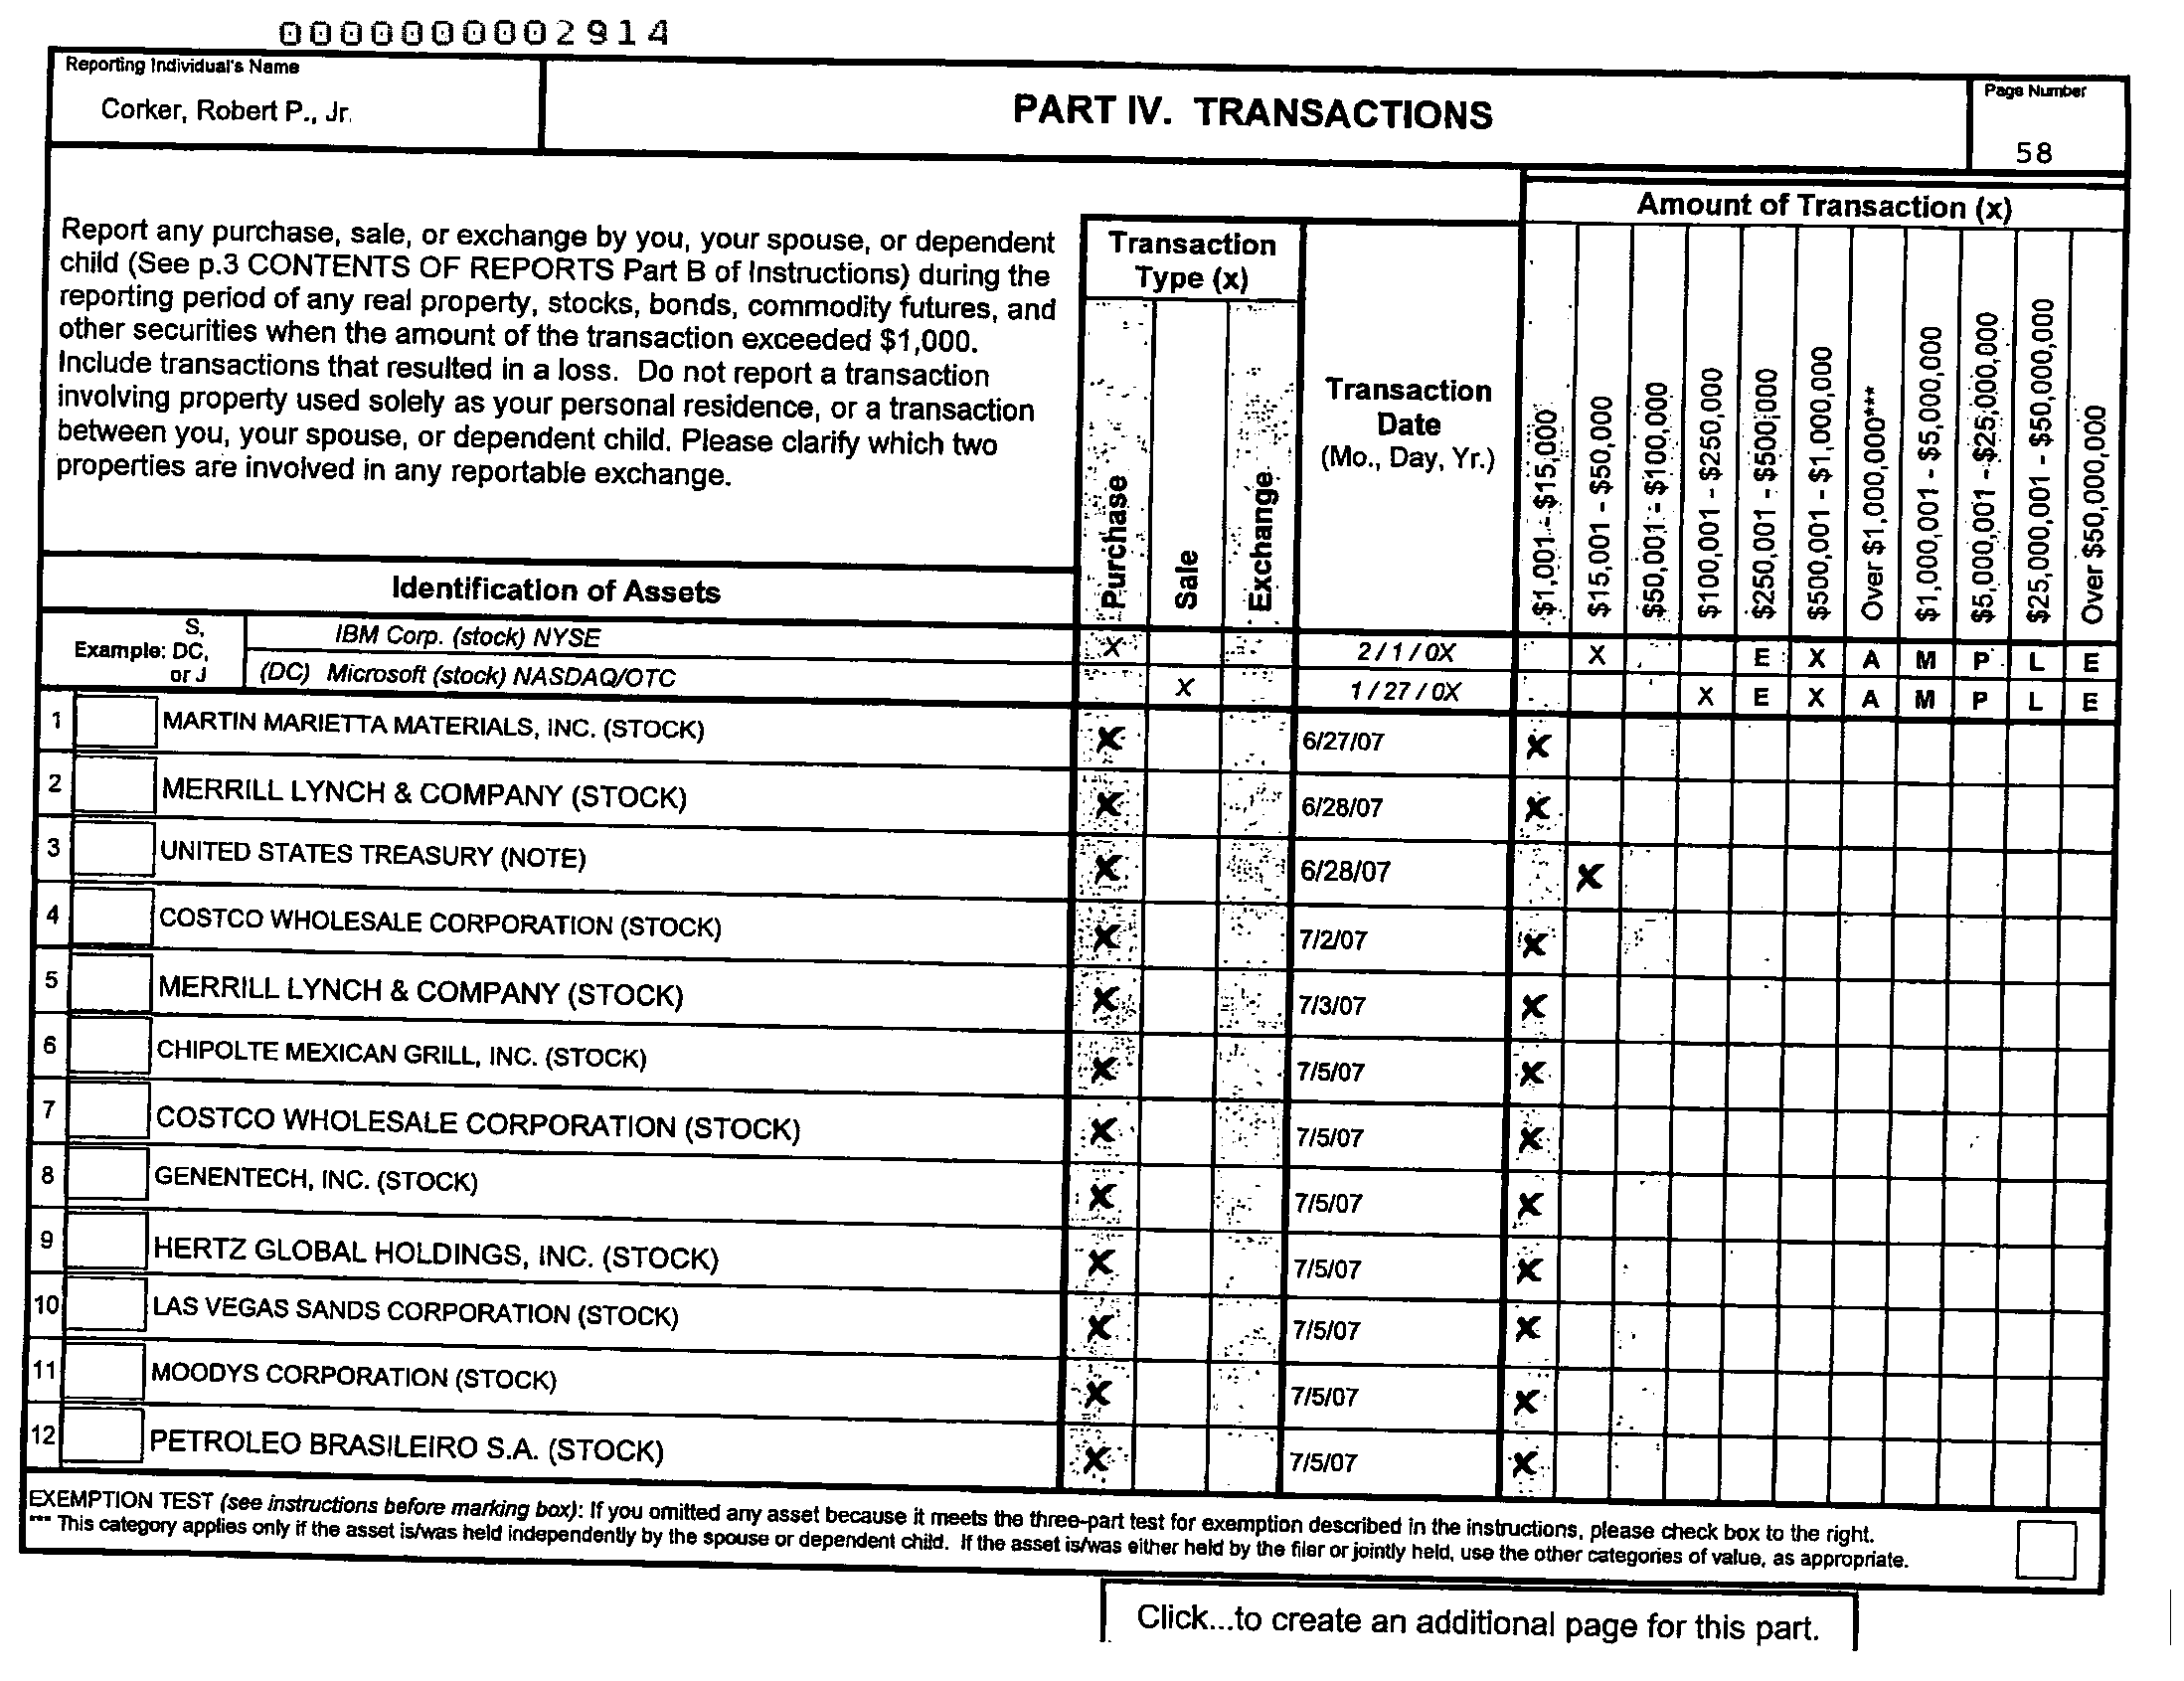 0000000002914
Reporting Individual's Name
Corker, Robert P., Jr.
PART IV. TRANSACTIONS
Page Number
58
Report any purchase, sale, or exchange by you, your spouse, or dependent
child (See p.3 CONTENTS OF REPORTS Part B of Instructions) during the
reporting period of any real property, stocks, bonds, commodity futures, and
other securities when the amount of the transaction exceeded $1,000.
Include transactions that resulted in a loss. Do not report a transaction
involving property used solely as your personal residence, or a transaction
between you, your spouse, or dependent child. Please clarify which two
properties are involved in any reportable exchange.
Identification of Assets
Transaction
Type (x)
Purchase
Sale
Exchange
Transaction
Date
(Mo., Day, Yr.)
Amount of Transaction (x)
$1,001 - $15,000
$15,001 - $50,000
$50,001 - $100,000
$100,001 - $250,000
$250,001 - $500,000
$500,001 - $1,000,000
Over $1,000,000***
$1,000,001 - $5,000,000
$5,000,001 - $25,000,000
$25,000,001 - $50,000,000
Over $50,000,000
Example: S, DC, or J
IBM Corp. (stock) NYSE X 2 / 1 / 0X X E X A M P L E
(DC) Microsoft (stock) NASDAQ/OTC X 1 / 27 / 0X X E X A M P L E
1 MARTIN MARIETTA MATERIALS, INC. (STOCK) X 6/27/07 X
2 MERRILL LYNCH & COMPANY (STOCK) X 6/28/07 X
3 UNITED STATES TREASURY (NOTE) X 6/28/07 X
4 COSTCO WHOLESALE CORPORATION (STOCK) X 7/2/07 X
5 MERRILL LYNCH & COMPANY (STOCK) X 7/3/07 X
6 CHIPOLTE MEXICAN GRILL, INC. (STOCK) X 7/5/07 X
7 COSTCO WHOLESALE CORPORATION (STOCK) X 7/5/07 X
8 GENENTECH, INC. (STOCK) X 7/5/07 X
9 HERTZ GLOBAL HOLDINGS, INC. (STOCK) X 7/5/07 X
10 LAS VEGAS SANDS CORPORATION (STOCK) X 7/5/07 X
11 MOODYS CORPORATION (STOCK) X 7/5/07 X
12 PETROLEO BRASILEIRO S.A. (STOCK) X 7/5/07 X
EXEMPTION TEST (see instructions before marking box): If you omitted any asset because it meets the three-part test for exemption described in the instructions, please check box to the right.
*** This category applies only if the asset is/was held independently by the spouse or dependent child. If the asset is/was either held by the filer or jointly held, use the other categories of value, as appropriate.
Click...to create an additional page for this part.